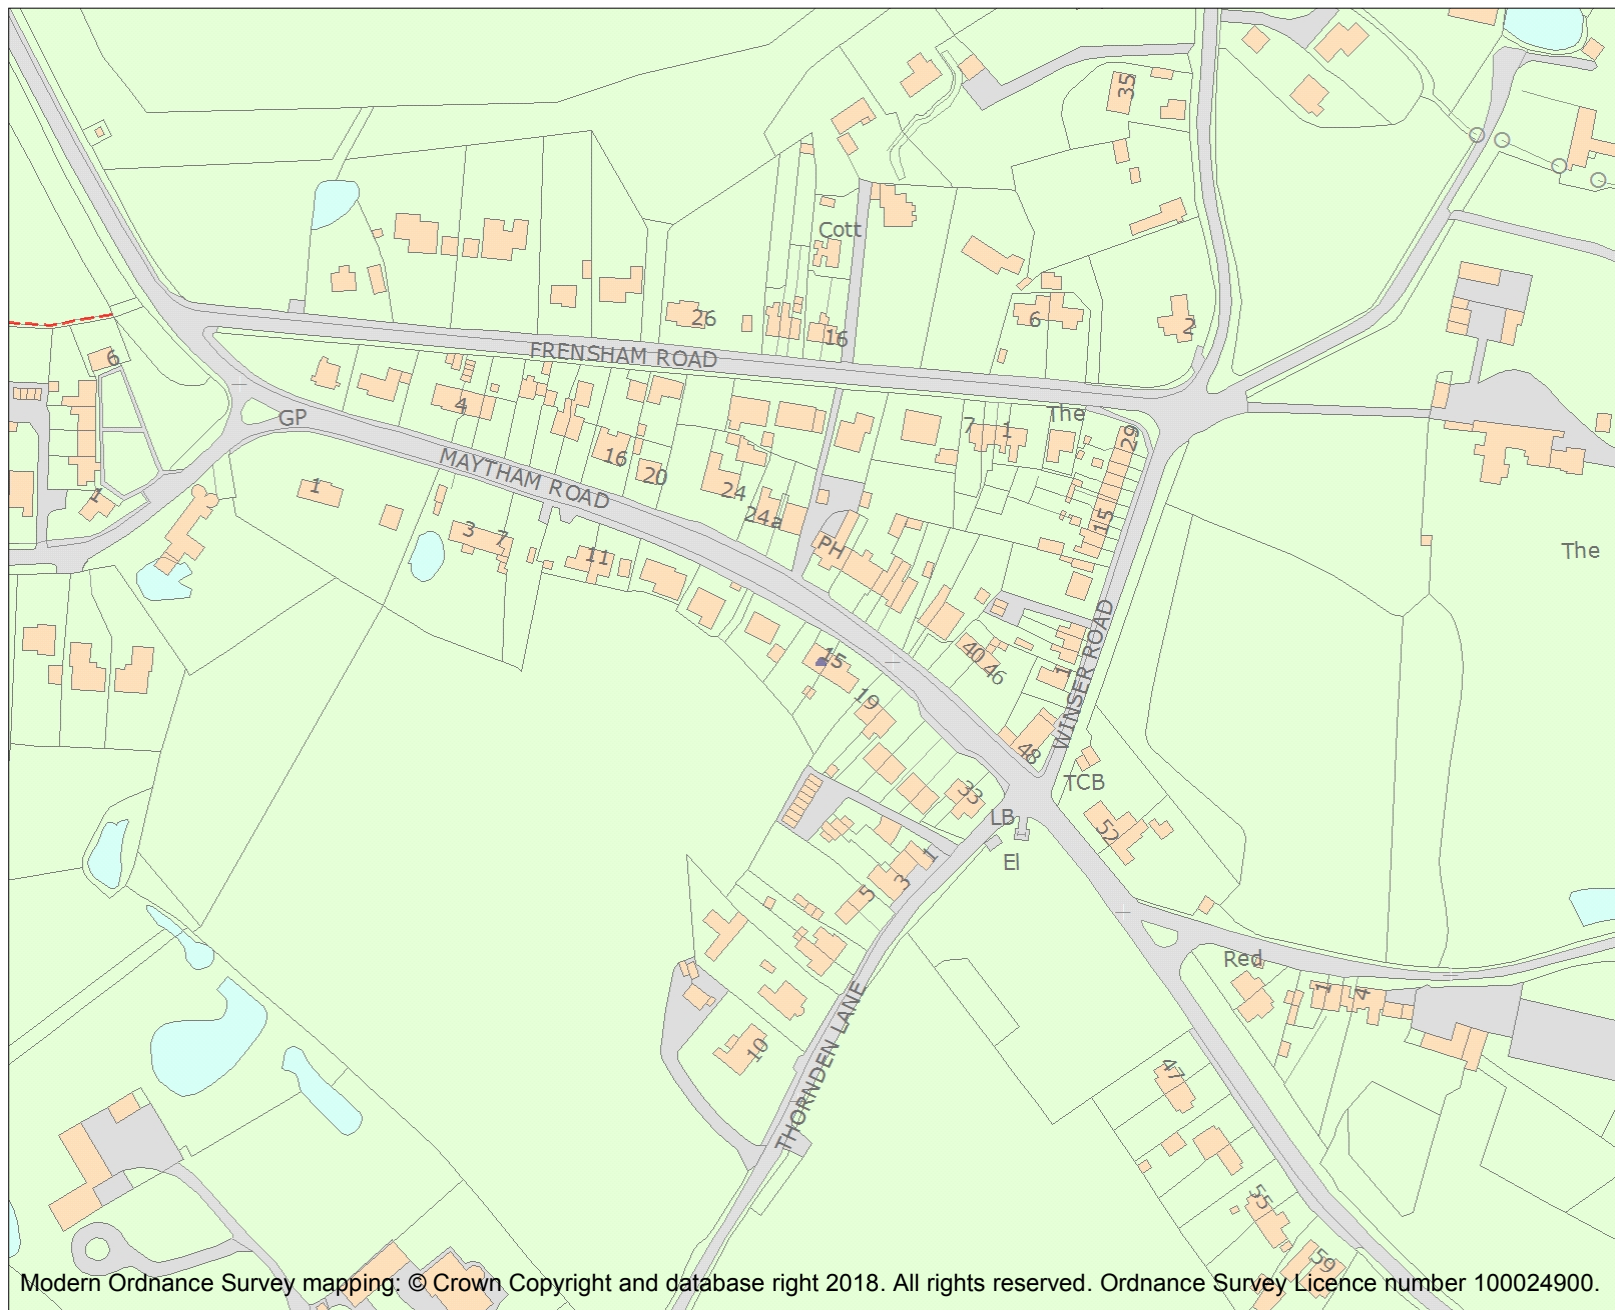 35
Cott
26
16
6
2
FRENSHAM ROAD
6
4
GP
7
1
The
29
MAYTHAM ROAD
16
20
24
24a
1
1
3
7
11
PH
15
The
15
19
40
46
1
WINSER ROAD
48
TCB
33
LB
52
El
1
3
5
Red
1
4
10
THORNDEN LANE
47
55
59
Modern Ordnance Survey mapping: © Crown Copyright and database right 2018. All rights reserved. Ordnance Survey Licence number 100024900.